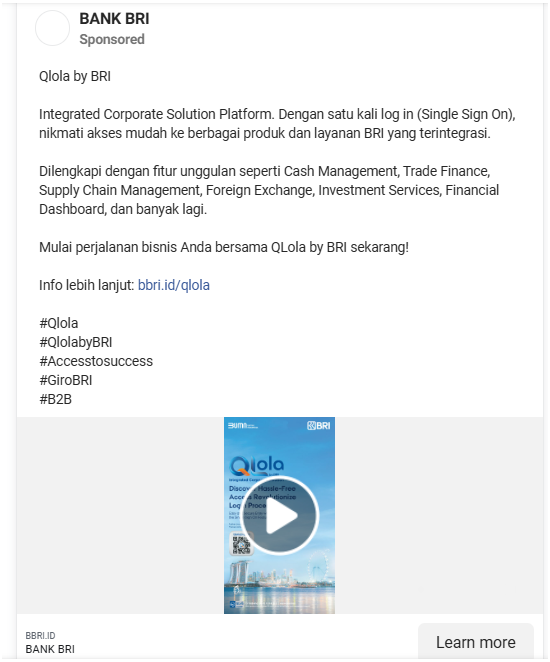 BANK BRI
Sponsored
Qlola by BRI
Integrated Corporate Solution Platform. Dengan satu kali log in (Single Sign On),
nikmati akses mudah ke berbagai produk dan layanan BRI yang terintegrasi.
Dilengkapi dengan fitur unggulan seperti Cash Management, Trade Finance,
Supply Chain Management, Foreign Exchange, Investment Services, Financial
Dashboard, dan banyak lagi.
Mulai perjalanan bisnis Anda bersama QLola by BRI sekarang!
Info lebih lanjut: bbri.id/qlola
#Qlola
#QlolabyBRI
#Accesstosuccess
#GiroBRI
#B2B
BUMN
BRI
Qlola
Integrated Corporate
Discover Hassle-Free
Access Revolutionize
Login Process
BBRI.ID
BANK BRI
Learn more